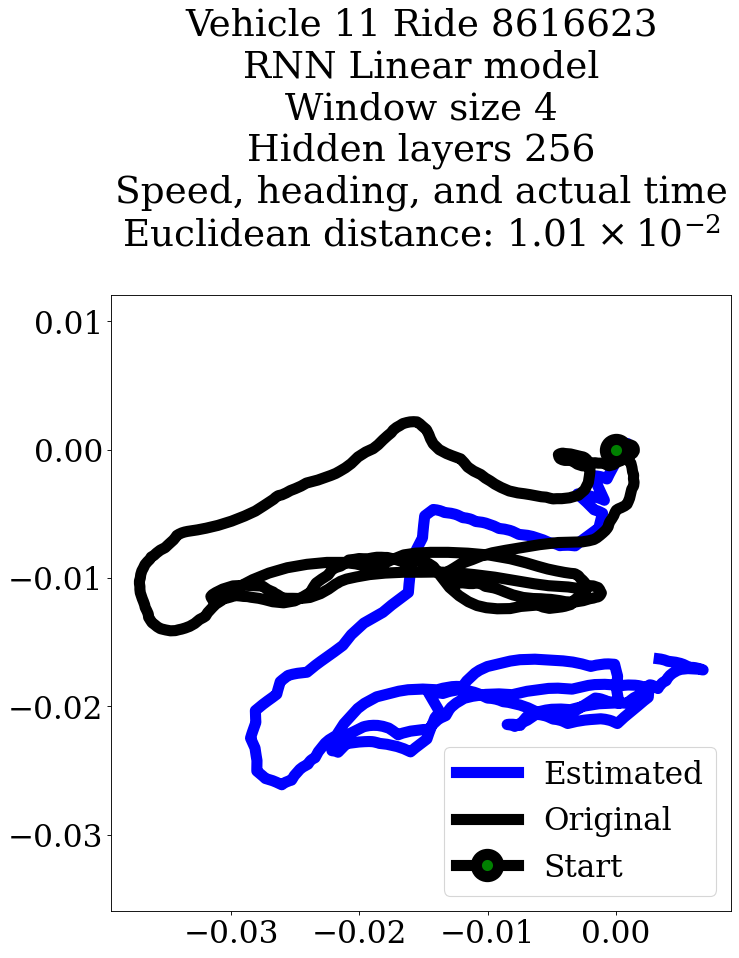 Vehicle 11 Ride 8616623
RNN Linear model
Window size 4
Hidden layers 256
Speed, heading, and actual time
Euclidean distance: 1.01 × 10⁻²
0.01
0.00
−0.01
−0.02
−0.03
Estimated
Original
Start
−0.03 −0.02 −0.01 0.00